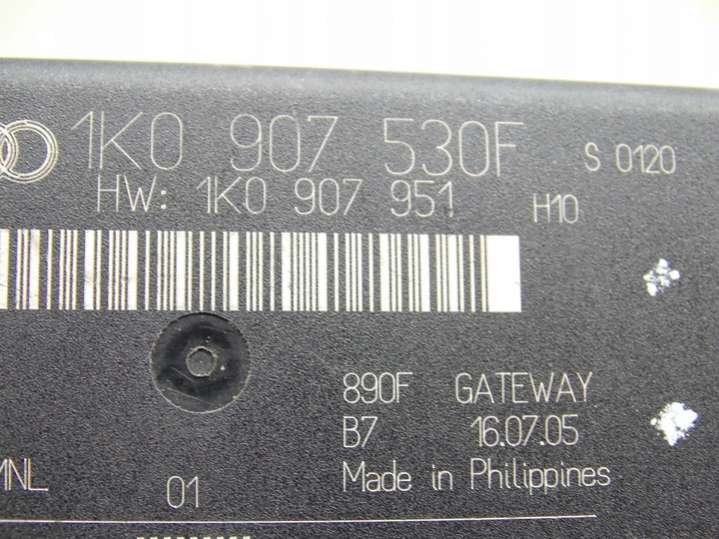 1K0 907 530F S 0120
HW: 1K0 907 951 H10
890F GATEWAY
B7 16.07.05
Made in Philippines
01